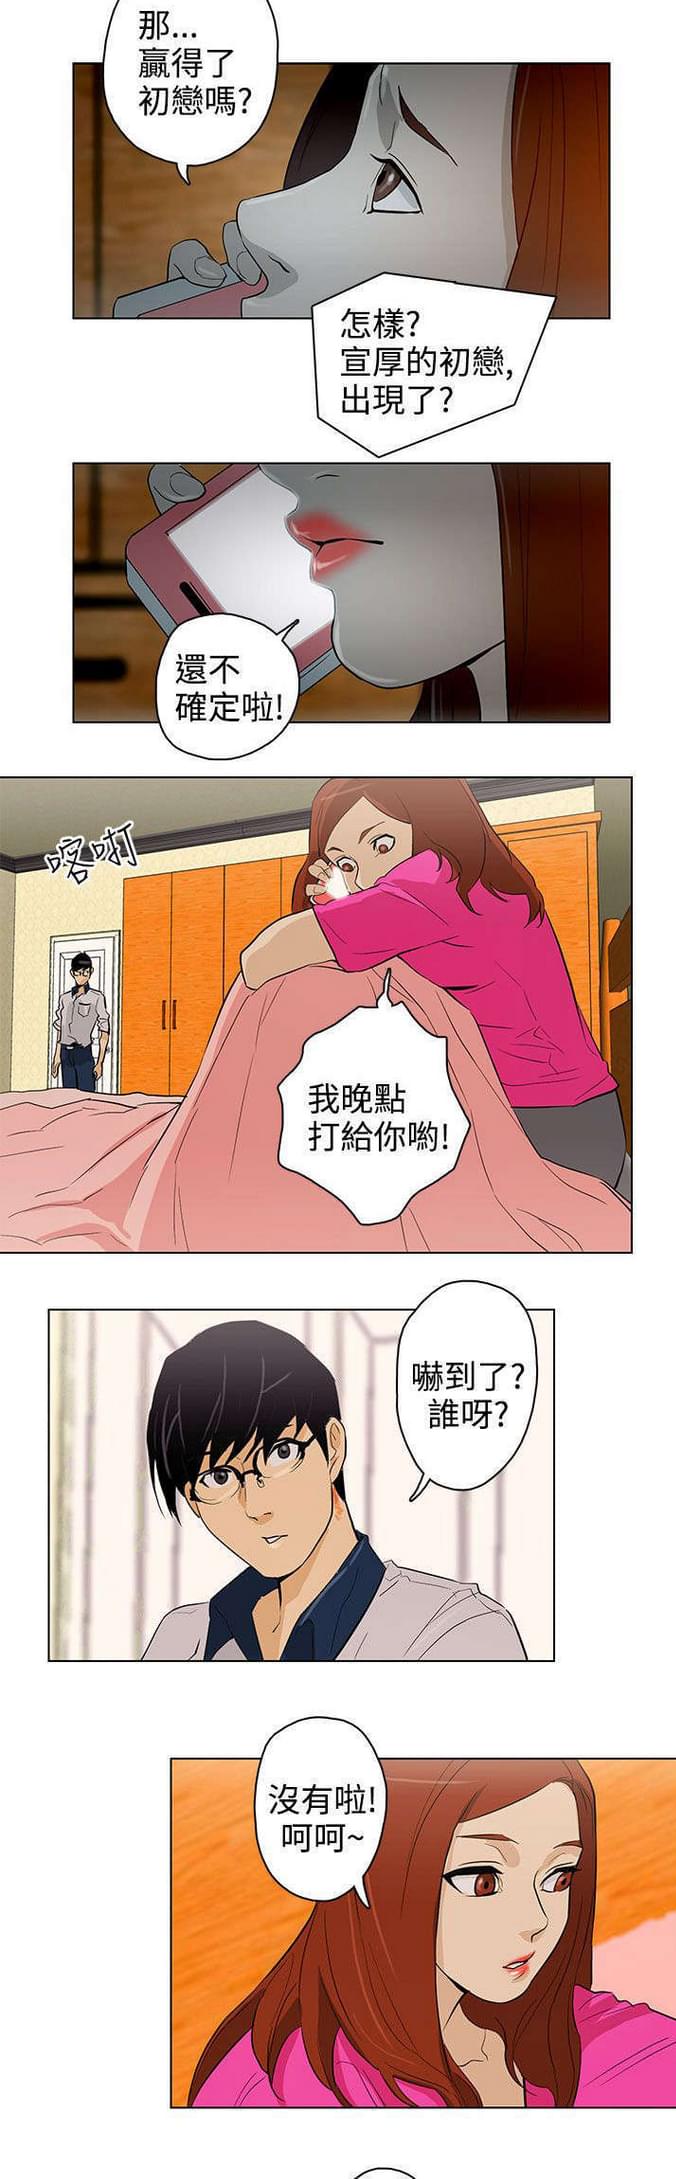 那...
贏得了
初戀嗎?
怎樣?
宣厚的初戀,
出現了?
還不
確定啦!
喀啪
我晚點
打給你喲!
嚇到了?
誰呀?
沒有啦!
呵呵~